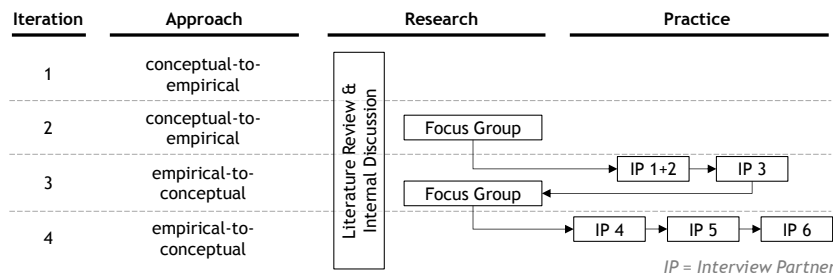 Iteration Approach Research Practice
1 conceptual-to-
empirical
2 conceptual-to-
empirical
3 empirical-to-
conceptual
4 empirical-to-
conceptual
Literature Review &
Internal Discussion
Focus Group
IP 1+2 IP 3
Focus Group
IP 4 IP 5 IP 6
IP = Interview Partner